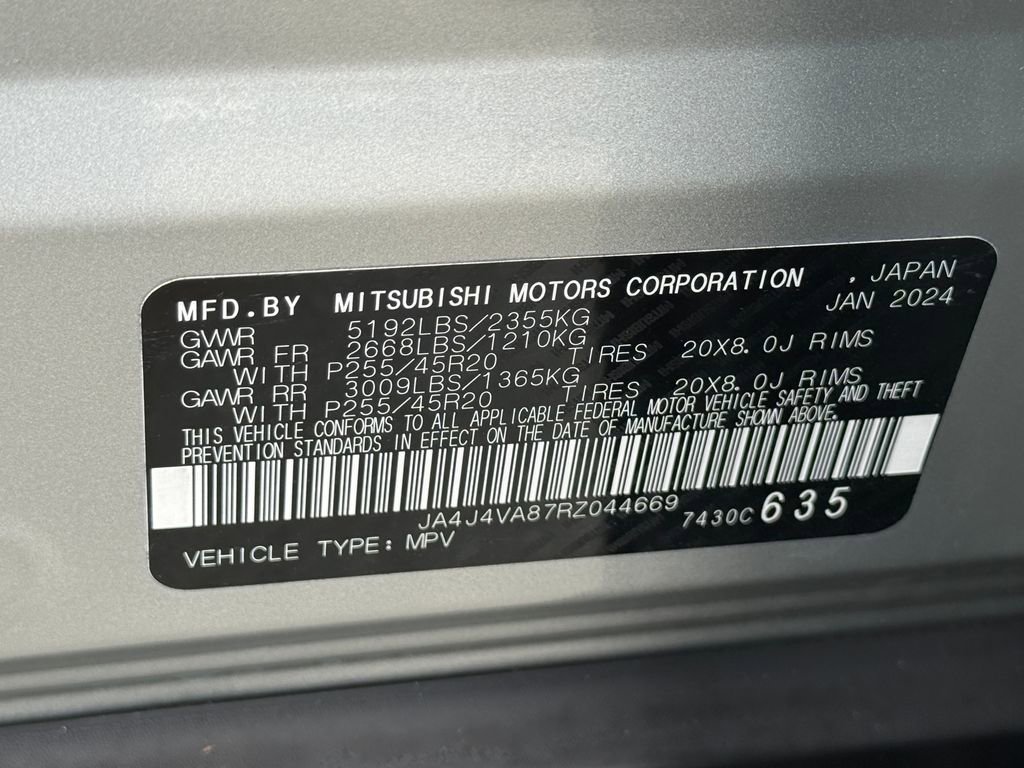 MFD.BY MITSUBISHI MOTORS CORPORATION , JAPAN
GVWR 5192LBS/2355KG JAN 2024
GAWR FR 2668LBS/1210KG
WITH P255/45R20 TIRES 20X8.0J RIMS
GAWR RR 3009LBS/1365KG
WITH P255/45R20 TIRES 20X8.0J RIMS
THIS VEHICLE CONFORMS TO ALL APPLICABLE FEDERAL MOTOR VEHICLE SAFETY AND THEFT
PREVENTION STANDARDS IN EFFECT ON THE DATE OF MANUFACTURE SHOWN ABOVE.
JA4J4VA87RZ044669 7430C 635
VEHICLE TYPE: MPV